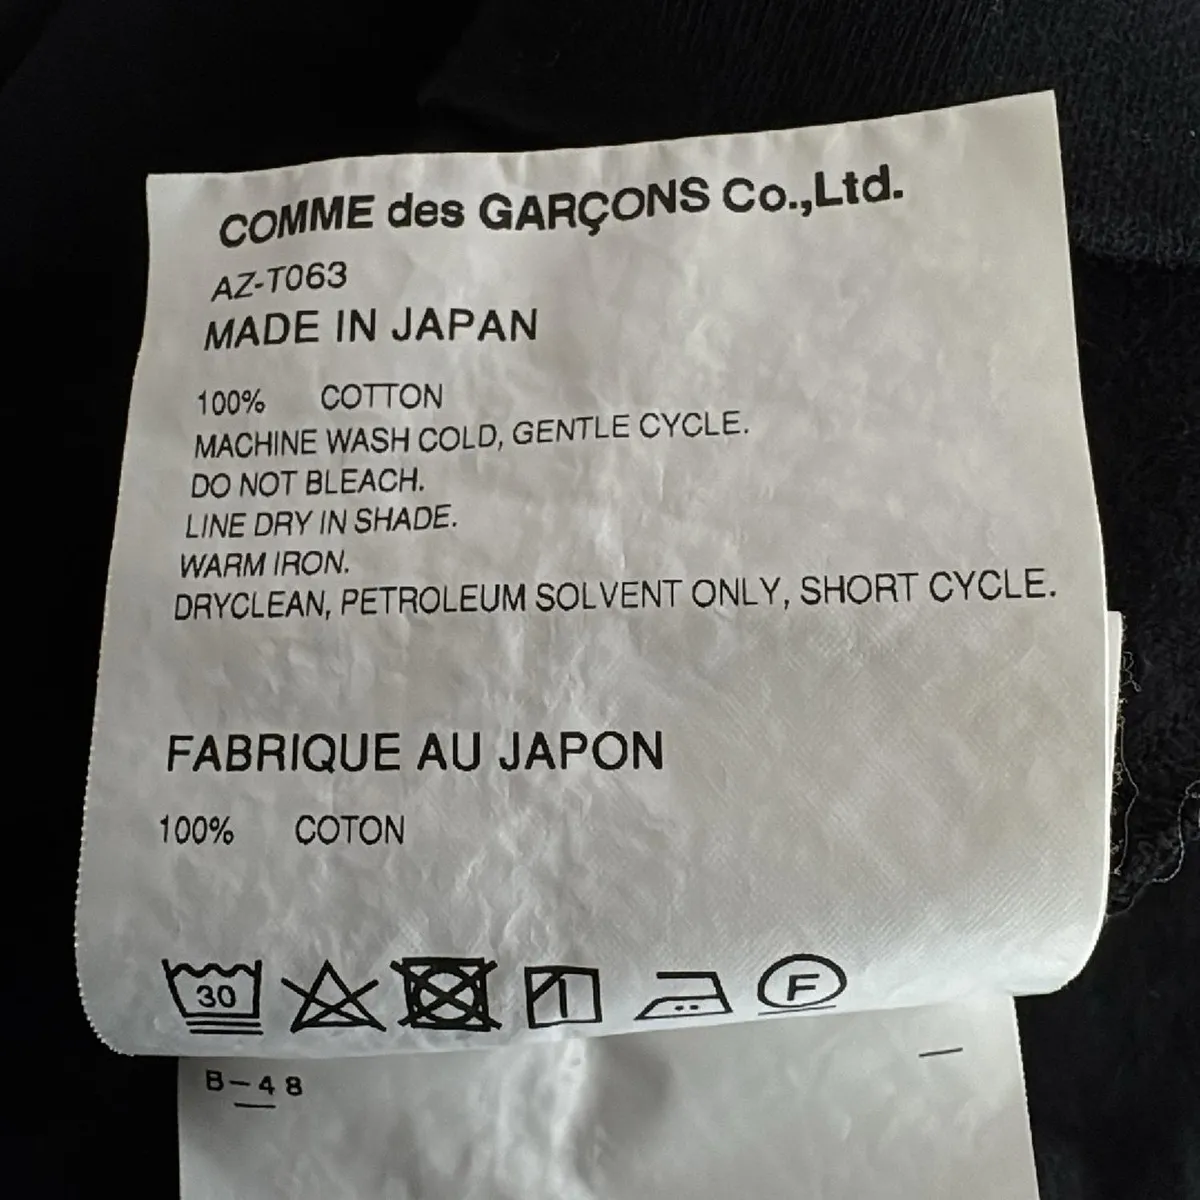 COMME des GARÇONS Co.,Ltd.
AZ-T063
MADE IN JAPAN
100% COTTON
MACHINE WASH COLD, GENTLE CYCLE.
DO NOT BLEACH.
LINE DRY IN SHADE.
WARM IRON.
DRYCLEAN, PETROLEUM SOLVENT ONLY, SHORT CYCLE.
FABRIQUE AU JAPON
100% COTON
30 F
B-48